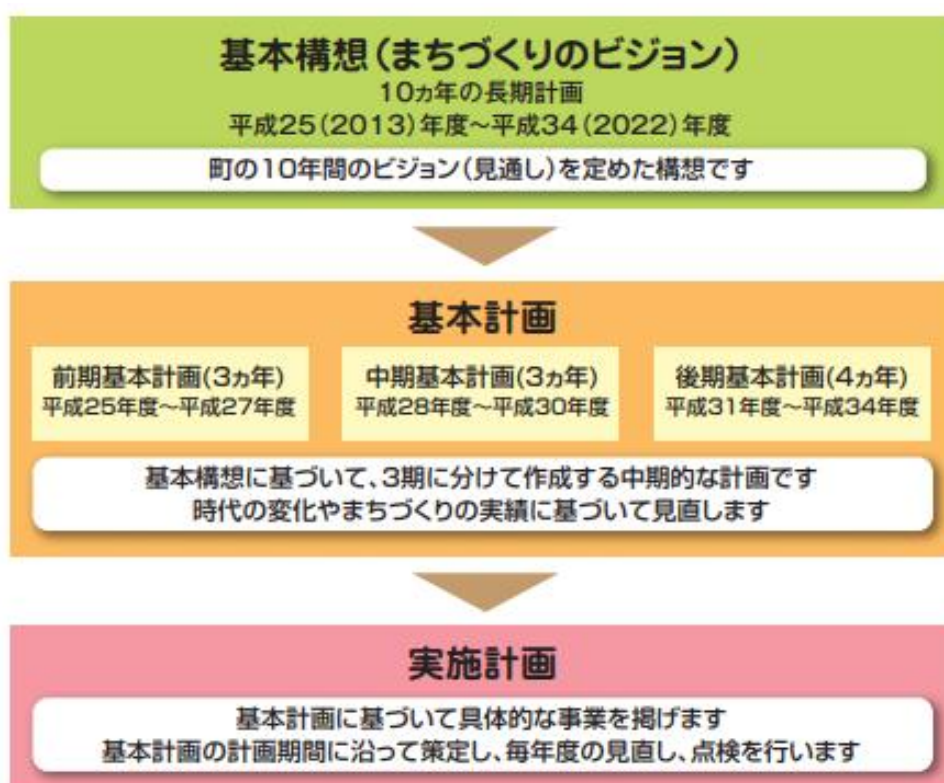 基本構想(まちづくりのビジョン)
10ヵ年の長期計画
平成25(2013)年度～平成34(2022)年度
町の10年間のビジョン(見通し)を定めた構想です
基本計画
前期基本計画(3ヵ年)
平成25年度～平成27年度
中期基本計画(3ヵ年)
平成28年度～平成30年度
後期基本計画(4ヵ年)
平成31年度～平成34年度
基本構想に基づいて、3期に分けて作成する中期的な計画です
時代の変化やまちづくりの実績に基づいて見直します
実施計画
基本計画に基づいて具体的な事業を掲げます
基本計画の計画期間に沿って策定し、毎年度の見直し、点検を行います